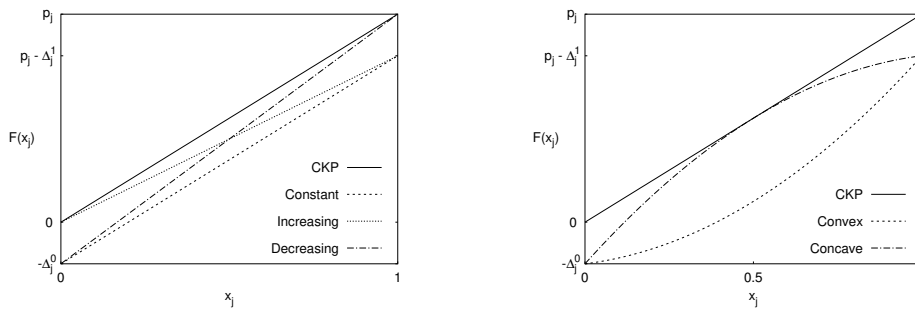 p_j
p_j - Δ_j^1
F(x_j)
0
-Δ_j^0
CKP
Constant
Increasing
Decreasing
0
1
x_j
p_j
p_j - Δ_j^1
F(x_j)
0
-Δ_j^0
CKP
Convex
Concave
0
0.5
x_j